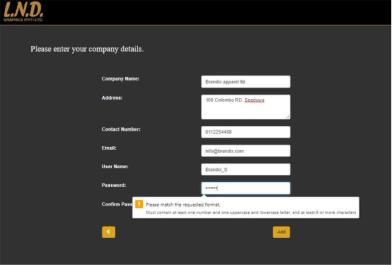 L.N.D.
GRAPHICS (PVT) LTD.
Please enter your company details.
Company Name:
Brandix apparel ltd
Address:
Colombo RD, Seeduwa
Contact Number:
0112254488
Email:
info@brandix.com
User Name:
Brandix_S
Password:
••••••
Confirm Pass
Please match the requested format.
Must contain at least one number and one uppercase and lowercase letter, and at least 8 or more characters
Add